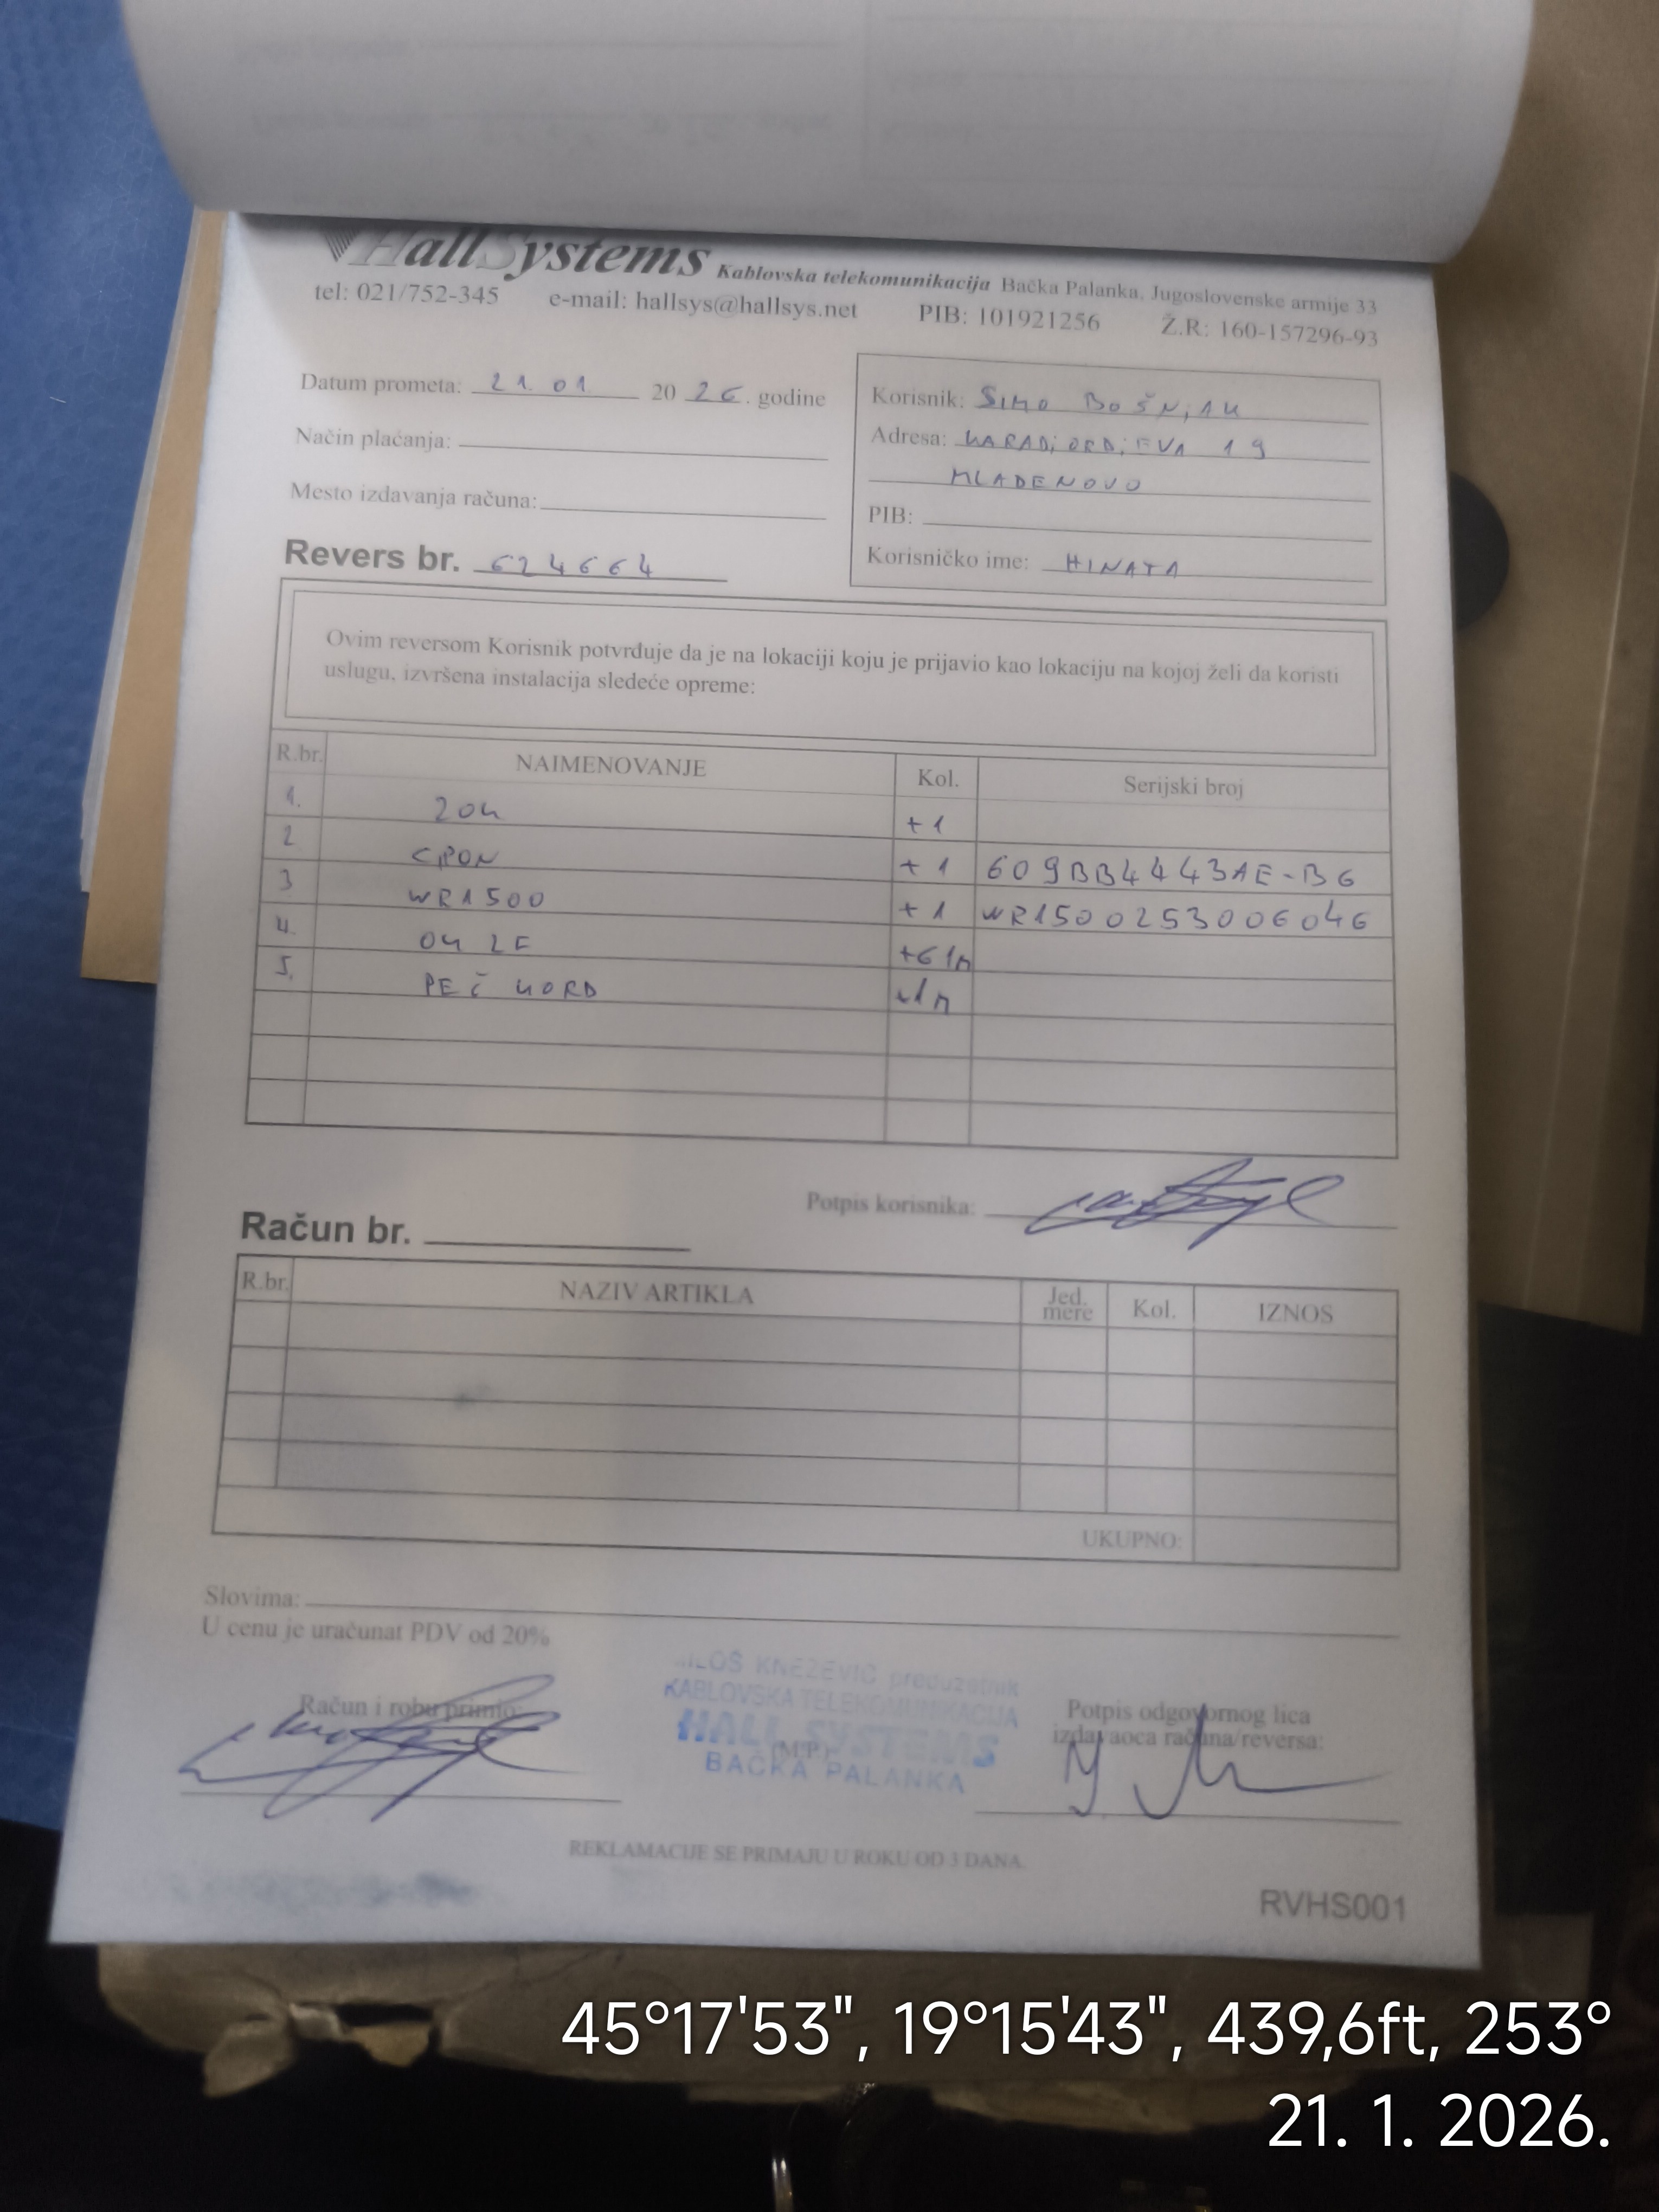 HallSystems Kablovska telekomunikacija Bačka Palanka, Jugoslovenske armije 33
tel: 021/752-345 e-mail: hallsys@hallsys.net PIB: 101921256 Ž.R: 160-157296-93
Datum prometa: 21. 01 20 26. godine
Način plaćanja:
Mesto izdavanja računa:
Revers br. 624664
Korisnik: SIMO BOŠNJAK
Adresa: KARADJORDJEVA 19
MLADENOVO
PIB:
Korisničko ime: HINATA
Ovim reversom Korisnik potvrđuje da je na lokaciji koju je prijavio kao lokaciju na kojoj želi da koristi
uslugu, izvršena instalacija sledeće opreme:
R.br. NAIMENOVANJE Kol. Serijski broj
1. ZOK +1
2 GPON +1 609BB4443AE-B6
3 WR1500 +1 WR1500253006046
4. OK 2F +61m
5. PEČ KORD +1m
Potpis korisnika:
Račun br.
R.br. NAZIV ARTIKLA Jed. mere Kol. IZNOS
UKUPNO:
Slovima:
U cenu je uračunat PDV od 20%
Račun i robu primio:
MILOŠ KNEŽEVIĆ preduzetnik
KABLOVSKA TELEKOMUNIKACIJA
HALL SYSTEMS
(M.P.)
BAČKA PALANKA
Potpis odgovornog lica
izdavaoca računa/reversa:
REKLAMACIJE SE PRIMAJU U ROKU OD 3 DANA.
RVHS001
45°17'53", 19°15'43", 439,6ft, 253°
21. 1. 2026.